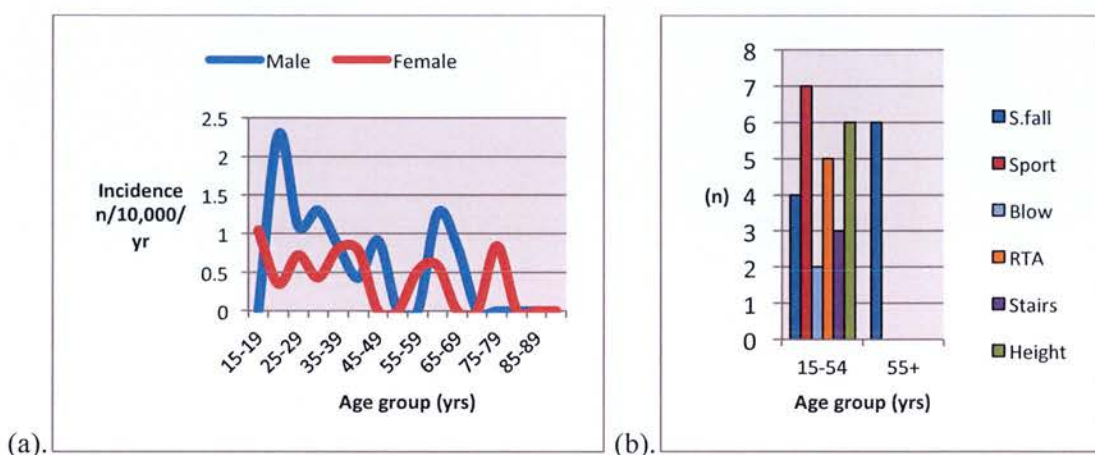 Male Female
Incidence
n/10,000/
yr
2.5
2
1.5
1
0.5
0
15-19 25-29 35-39 45-49 55-59 65-69 75-79 85-89
Age group (yrs)
(a).
8
7
6
5
4
3
2
1
0
(n)
15-54 55+
Age group (yrs)
S.fall
Sport
Blow
RTA
Stairs
Height
(b).